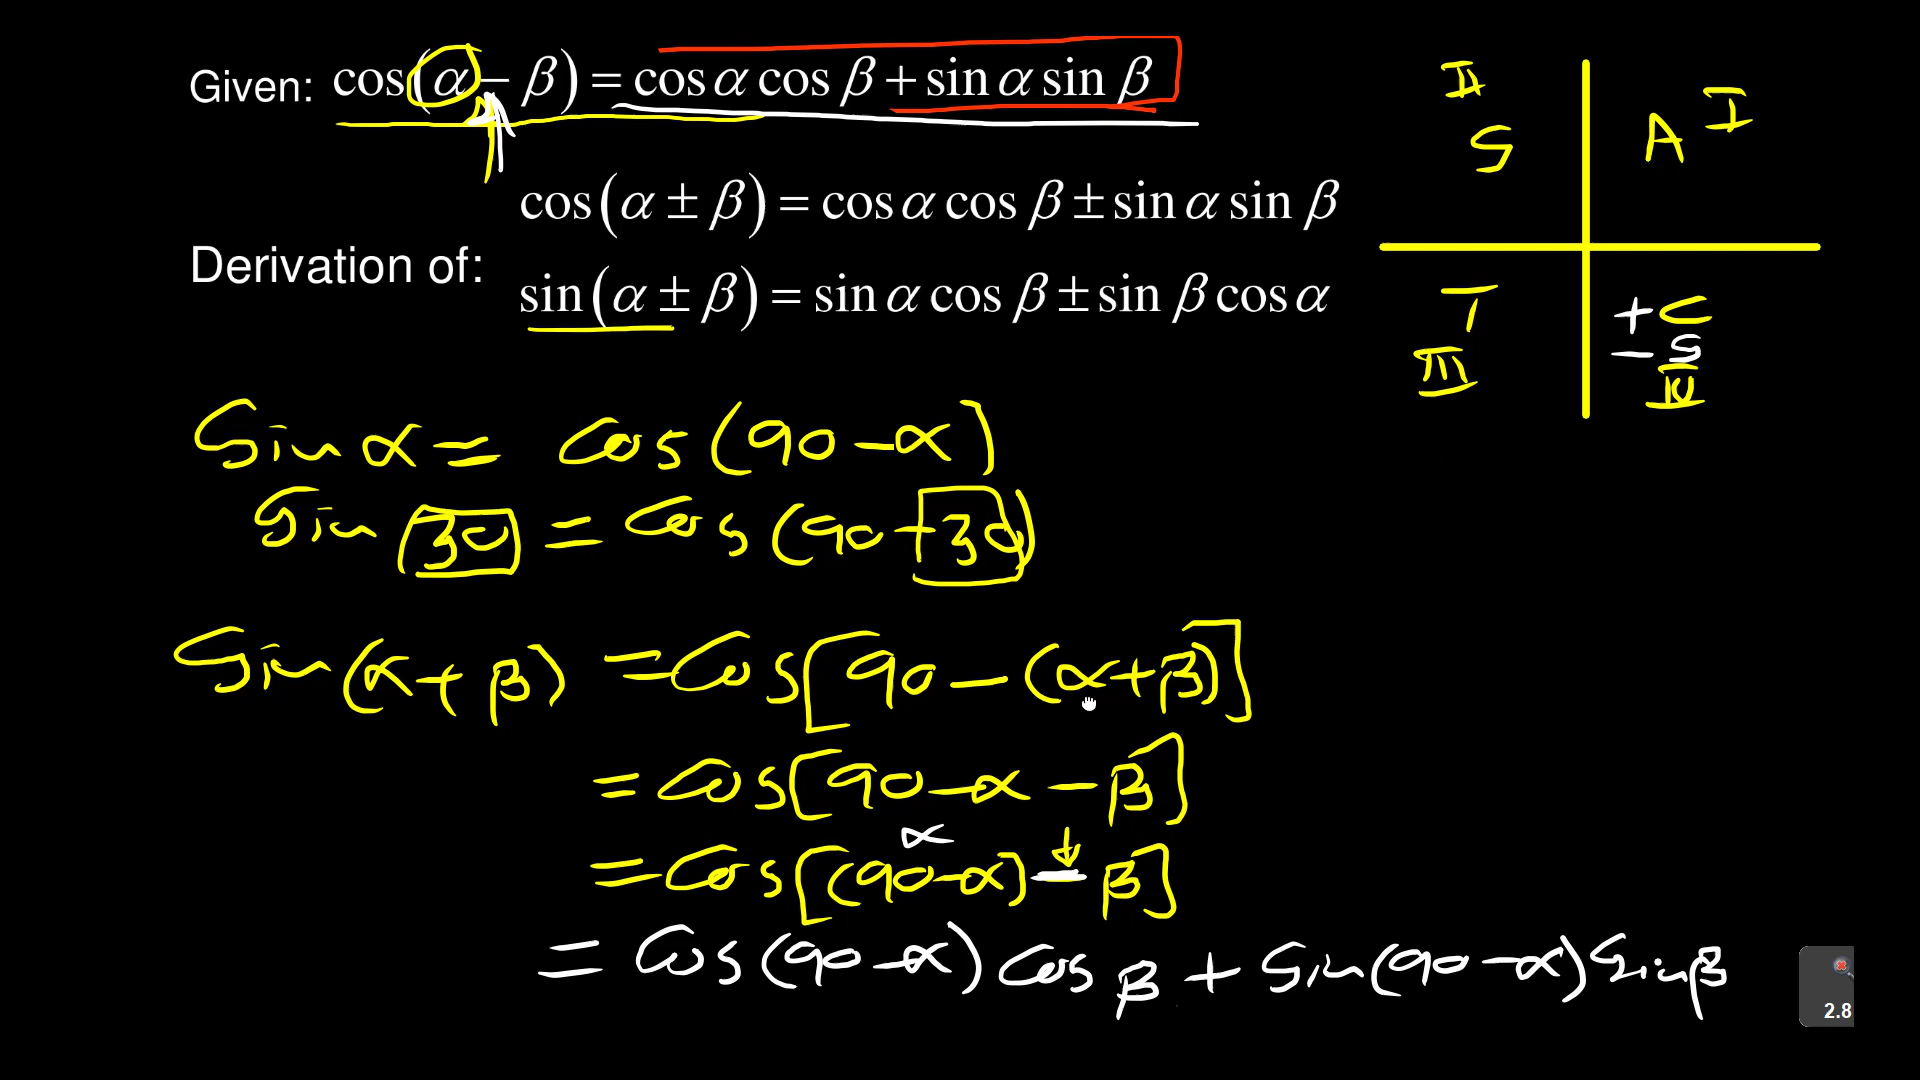 Given: cos(α − β) = cos α cos β + sin α sin β
II
S
A I
cos(α ± β) = cos α cos β ± sin α sin β
Derivation of:
sin(α ± β) = sin α cos β ± sin β cos α
T
III
+ C
− S
IV
Sin α = Cos (90 − α)
Sin (30) = Cos (90 − 30)
Sin (α + β) = Cos [90 − (α + β)]
= Cos [90 − α − β]
α
= Cos [(90 − α) − β]
= Cos (90 − α) Cos β + Sin (90 − α) Sin β
2.8